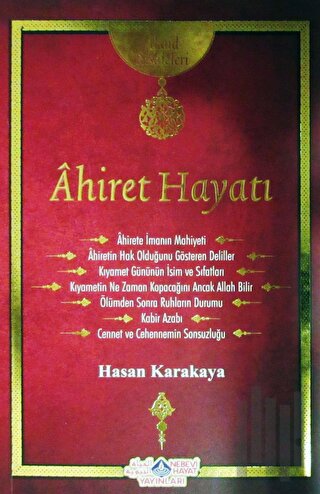 Âhiret Hayatı
Âhirete İmanın Mahiyeti
Âhiretin Hak Olduğunu Gösteren Deliller
Kıyamet Gününün İsim ve Sıfatları
Kıyametin Ne Zaman Kopacağını Ancak Allah Bilir
Ölümden Sonra Ruhların Durumu
Kabir Azabı
Cennet ve Cehennemin Sonsuzluğu
Hasan Karakaya
NEBEVİ
HAYAT
YAYINLARI